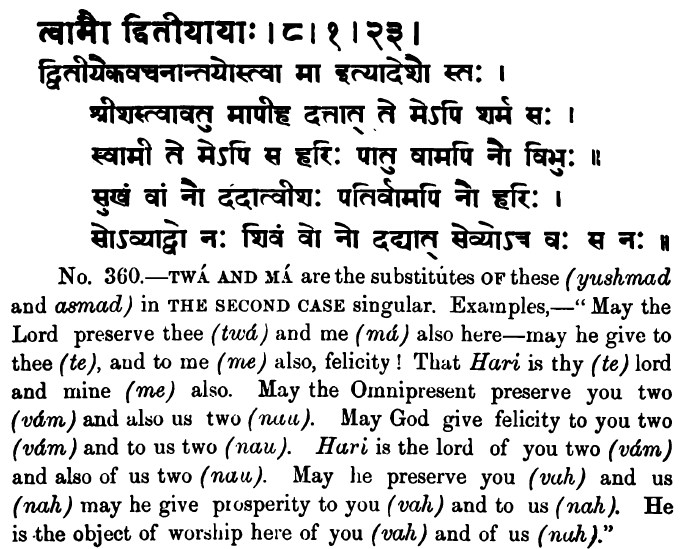 त्वामौ द्वितीयायाः । ८ । १ । २३ ।
द्वितीयैकवचनान्तयोस्त्वा मा इत्यादेशौ स्तः ।
श्रीशस्त्वावतु मापीह दत्तात् ते मेऽपि शर्म सः ।
स्वामी ते मेऽपि स हरिः पातु वामपि नौ विभुः ॥
सुखं वां नौ ददात्वीशः पतिर्वामपि नौ हरिः ।
सोऽव्याद्वो नः शिवं वो नो दद्यात् सेव्योऽच वः स नः ॥
No. 360.—TWÁ AND MÁ are the substitutes OF these (yushmad
and asmad) in THE SECOND CASE singular. Examples,—“ May the
Lord preserve thee (twá) and me (má) also here—may he give to
thee (te), and to me (me) also, felicity! That Hari is thy (te) lord
and mine (me) also. May the Omnipresent preserve you two
(vám) and also us two (nau). May God give felicity to you two
(vám) and to us two (nau). Hari is the lord of you two (vám)
and also of us two (nau). May he preserve you (vah) and us
(nah) may he give prosperity to you (vah) and to us (nah). He
is the object of worship here of you (vah) and of us (nah).”